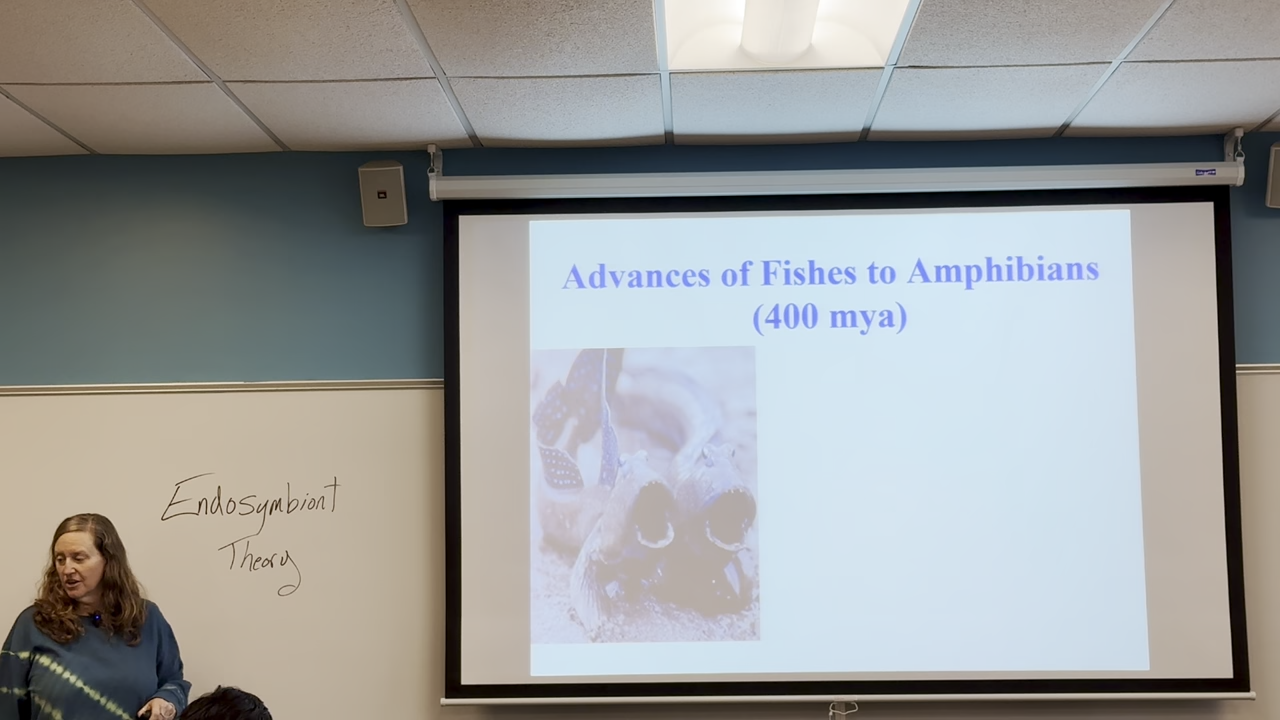 Advances of Fishes to Amphibians
(400 mya)
Endosymbiont
Theory